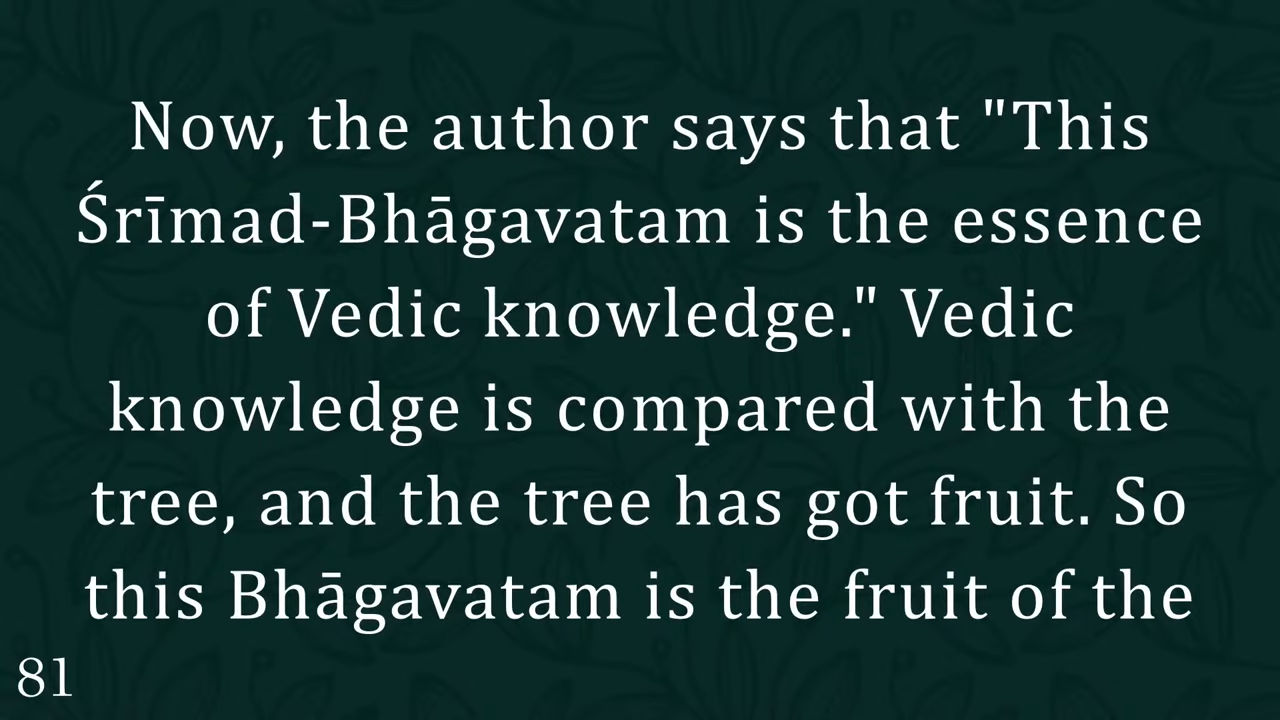 Now, the author says that "This
Śrīmad-Bhāgavatam is the essence
of Vedic knowledge." Vedic
knowledge is compared with the
tree, and the tree has got fruit. So
this Bhāgavatam is the fruit of the
81